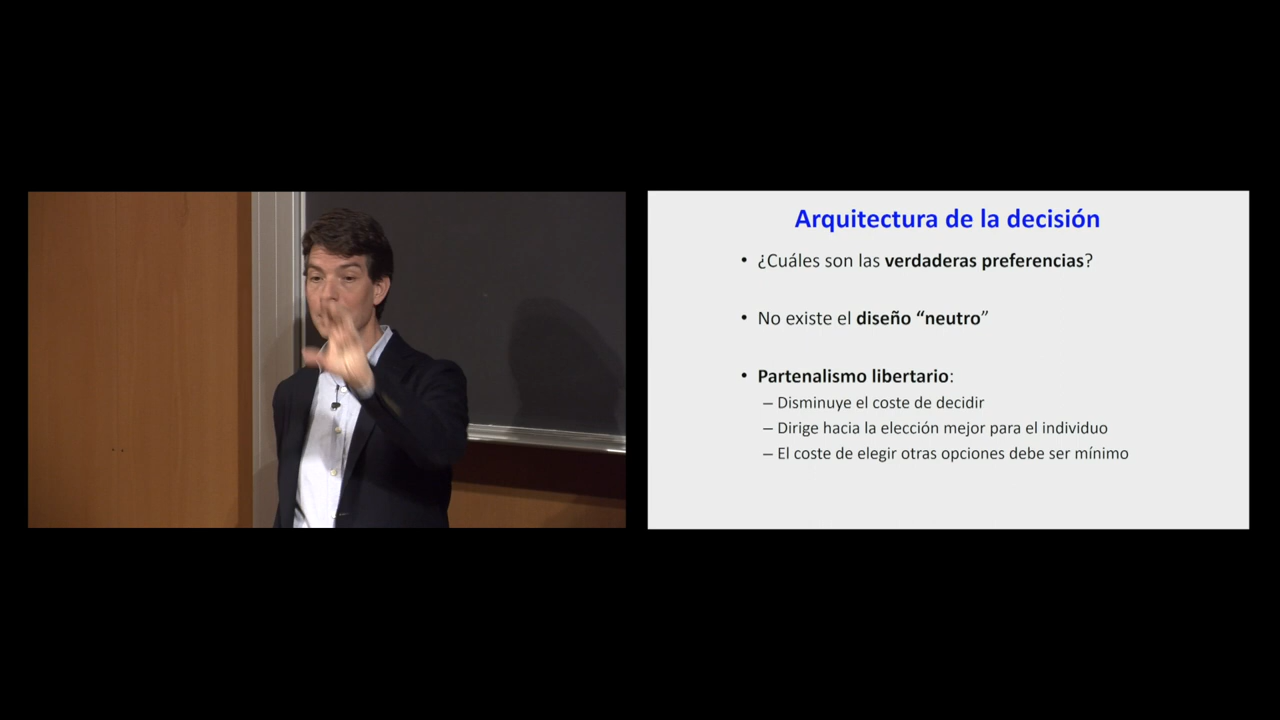 Arquitectura de la decisión
• ¿Cuáles son las verdaderas preferencias?
• No existe el diseño “neutro”
• Partenalismo libertario:
– Disminuye el coste de decidir
– Dirige hacia la elección mejor para el individuo
– El coste de elegir otras opciones debe ser mínimo